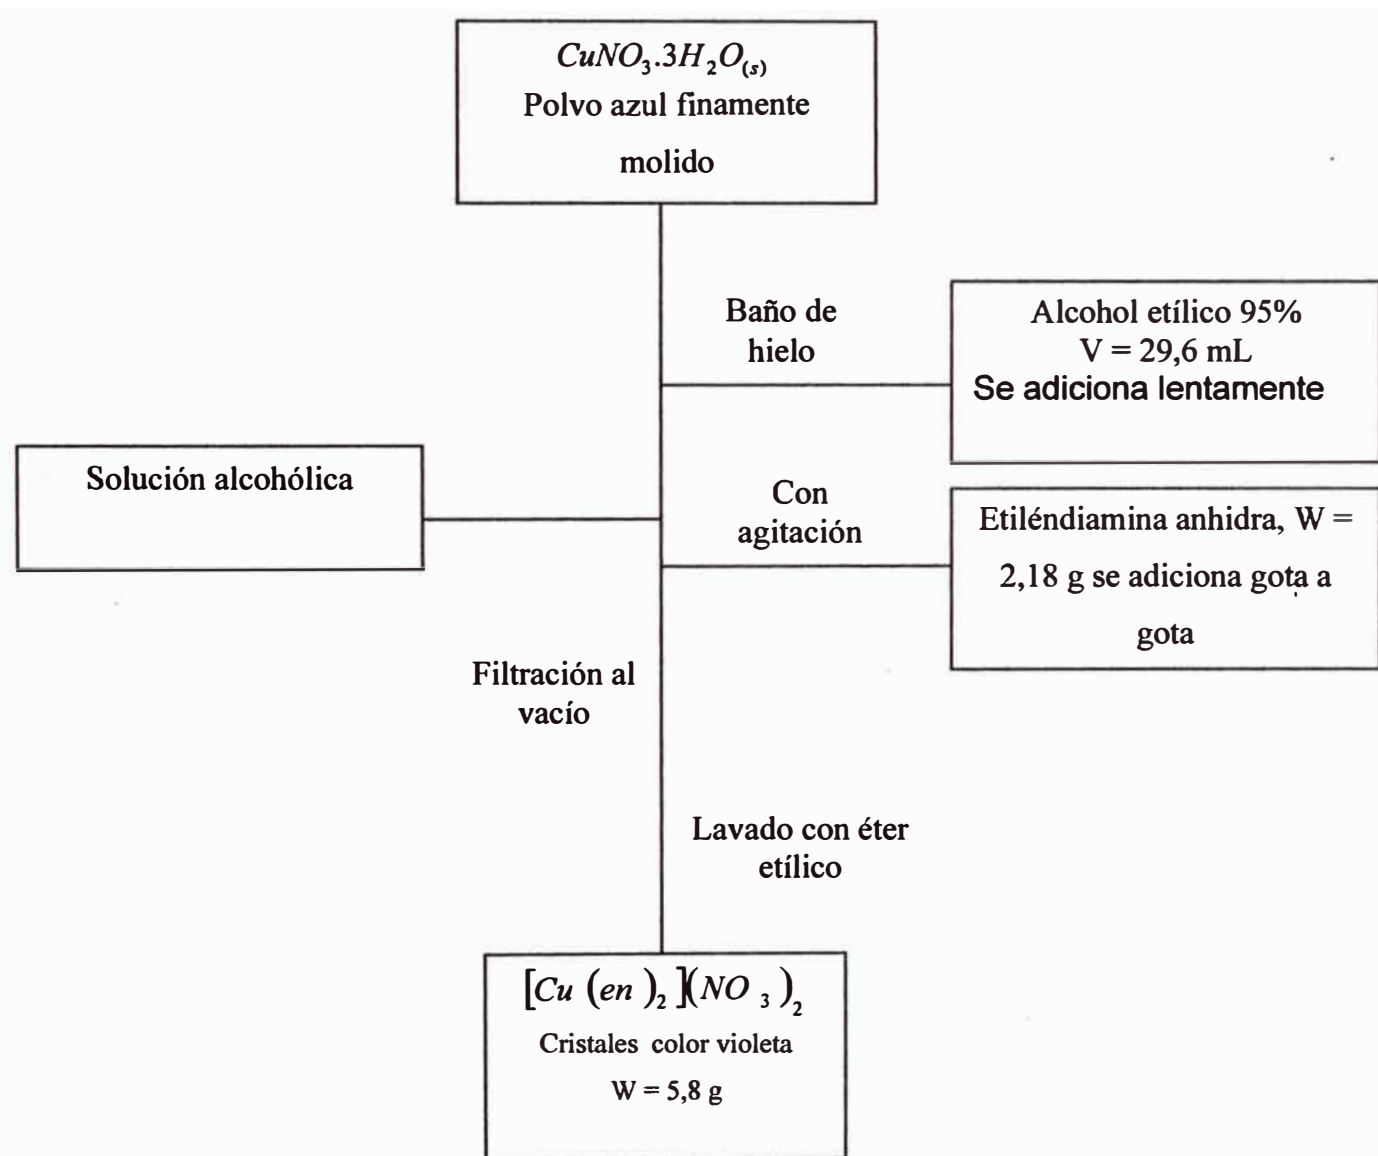 CuNO₃.3H₂O₍ₛ₎
Polvo azul finamente
molido
Baño de
hielo
Alcohol etílico 95%
V = 29,6 mL
Se adiciona lentamente
Solución alcohólica
Con
agitación
Etiléndiamina anhidra, W =
2,18 g se adiciona gota a
gota
Filtración al
vacío
Lavado con éter
etílico
[Cu (en)₂](NO₃)₂
Cristales color violeta
W = 5,8 g